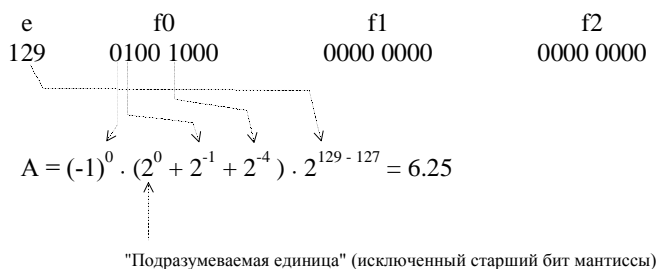 e f0 f1 f2
129 0100 1000 0000 0000 0000 0000
A = (-1)^0 · (2^0 + 2^-1 + 2^-4 ) · 2^129 - 127 = 6.25
"Подразумеваемая единица" (исключенный старший бит мантиссы)